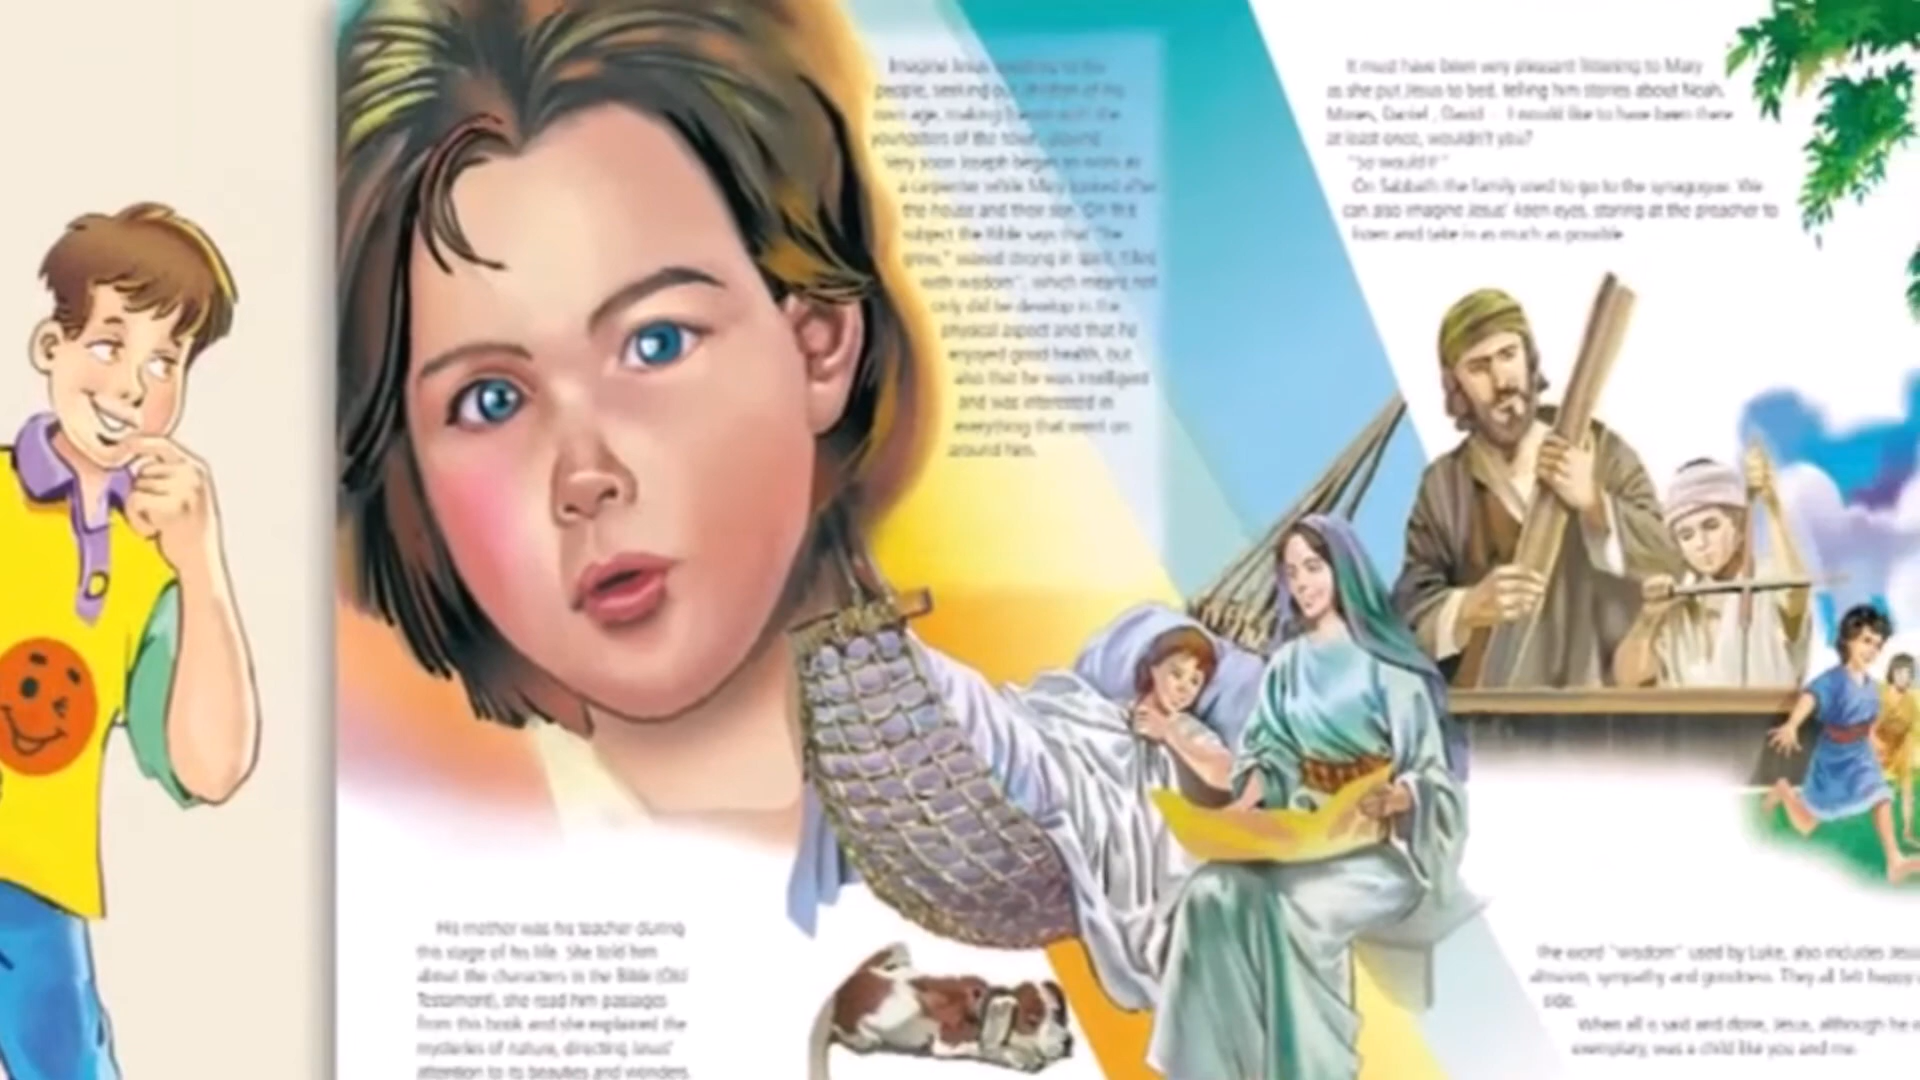 Imagine Jesus
people, seeking out children of his
own age, making the
youngsters of the town, playing
Very soon Joseph began to work as
a carpenter while Mary looked after
the house and their son. On this
subject the Bible says that "he
grew," waxed strong in spirit, filled
with wisdom", which means not
only did he develop in the
physical aspect and that he
enjoyed good health, but
also that he was intelligent
and was interested in
everything that went on
around him.
It must have been very pleasant listening to Mary
as she put Jesus to bed, telling him stories about Noah,
Moses, Daniel, David... I would like to have been there
at least once, wouldn't you?
"So would I!"
On Sabbath the family used to go to the synagogue. We
can also imagine Jesus' keen eyes, staring at the preacher to
listen and take in as much as possible.
His mother was his teacher during
this stage of his life. She told him
about the characters in the Bible (Old
Testament), she read him passages
from this book and she explained the
mysteries of nature, directing Jesus'
attention to its beauties and wonders.
the word "wisdom" used by Luke, also includes
sympathy and goodness. They all felt happy
side.
When all is said and done, Jesus, although he
exemplary, was a child like you and me.